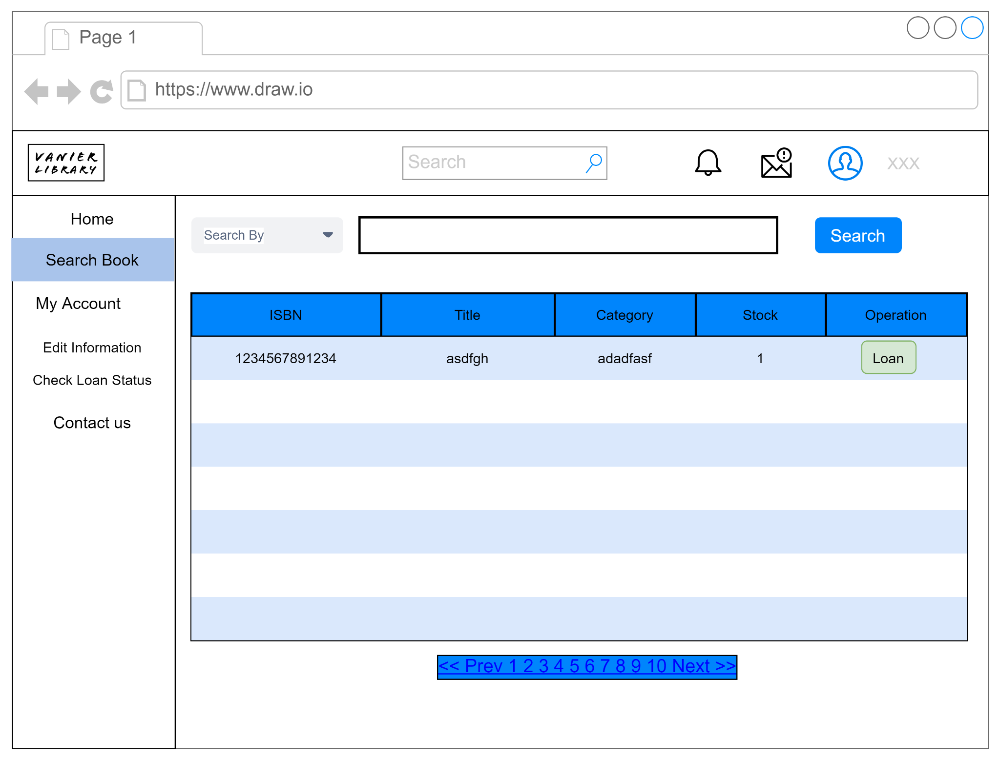 Page 1
https://www.draw.io
VANIER
LIBRARY
Search
XXX
Home
Search Book
My Account
Edit Information
Check Loan Status
Contact us
Search By
Search
ISBN Title Category Stock Operation
1234567891234 asdfgh adadfasf 1 Loan
<< Prev 1 2 3 4 5 6 7 8 9 10 Next >>